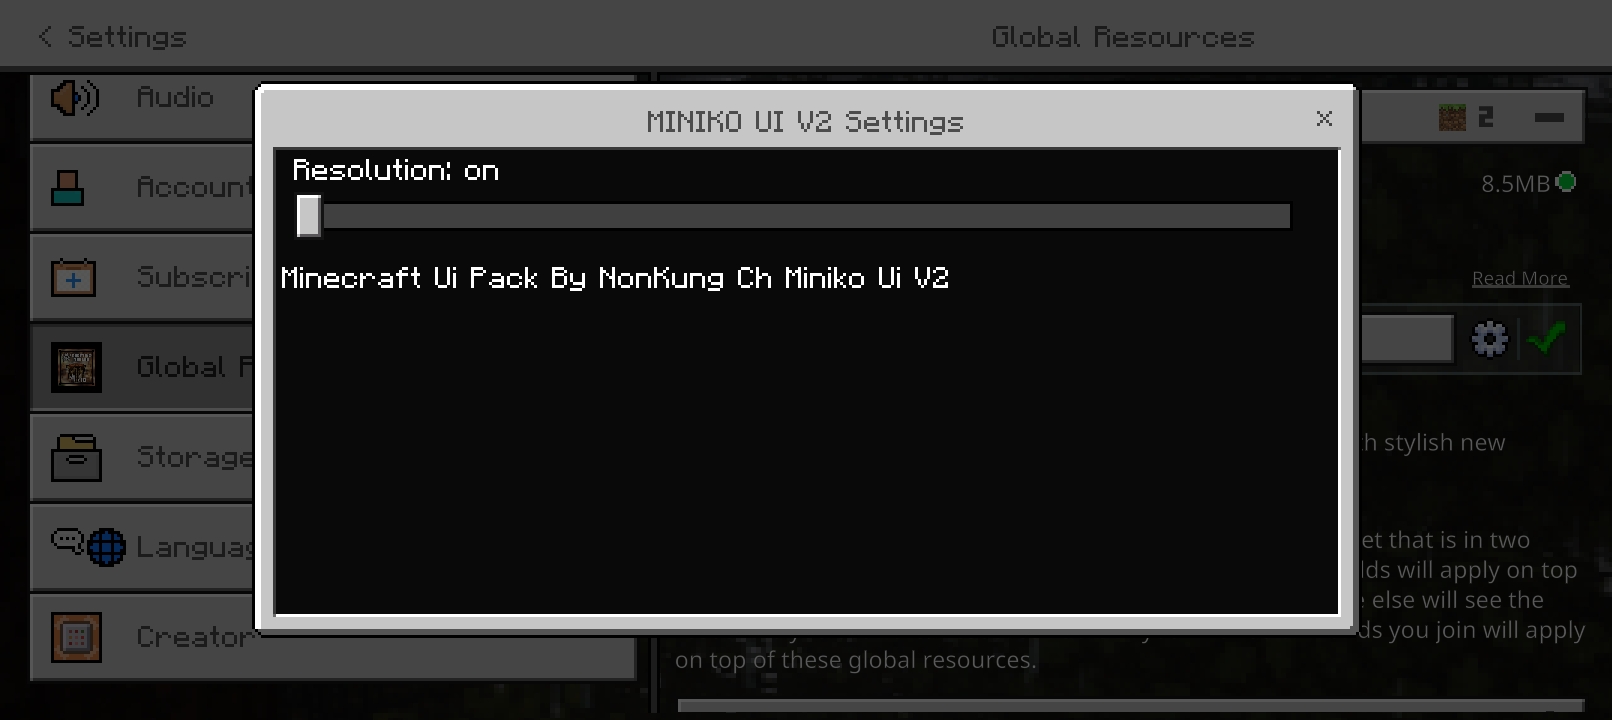 Settings
Global Resources
Audio
MINIKO UI V2 Settings
2
Resolution: on
Account
8.5MB
Minecraft Ui Pack By NonKung Ch Miniko Ui V2
Read More
Global
Storage
h stylish new
et that is in two
lds will apply on top
else will see the
Creator
ds you join will apply
on top of these global resources.